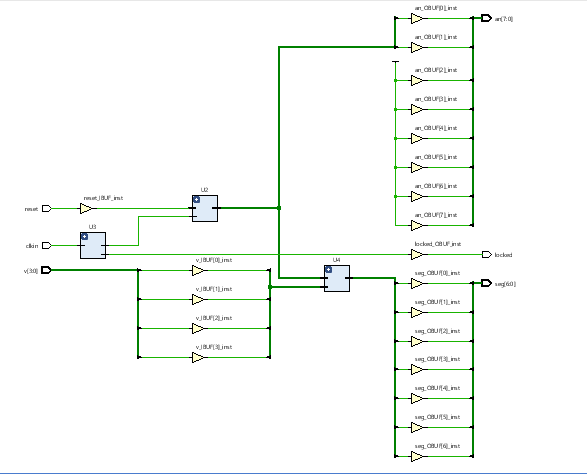 an_OBUF[0]_inst
an[7:0]
an_OBUF[1]_inst
an_OBUF[2]_inst
an_OBUF[3]_inst
an_OBUF[4]_inst
an_OBUF[5]_inst
an_OBUF[6]_inst
an_OBUF[7]_inst
reset
reset_IBUF_inst
U2
clkin
U3
locked_OBUF_inst
locked
v[3:0]
v_IBUF[0]_inst
v_IBUF[1]_inst
v_IBUF[2]_inst
v_IBUF[3]_inst
U4
seg_OBUF[0]_inst
seg[6:0]
seg_OBUF[1]_inst
seg_OBUF[2]_inst
seg_OBUF[3]_inst
seg_OBUF[4]_inst
seg_OBUF[5]_inst
seg_OBUF[6]_inst